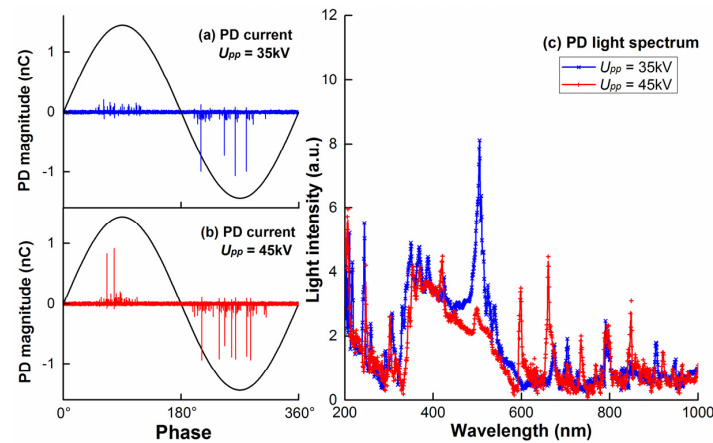 (a) PD current
Upp = 35kV
PD magnitude (nC)
1
0
-1
(b) PD current
Upp = 45kV
PD magnitude (nC)
1
0
-1
0° 180° 360°
Phase
(c) PD light spectrum
Upp = 35kV
Upp = 45kV
Light intensity (a.u.)
12
10
8
6
4
2
0
200 400 600 800 1000
Wavelength (nm)